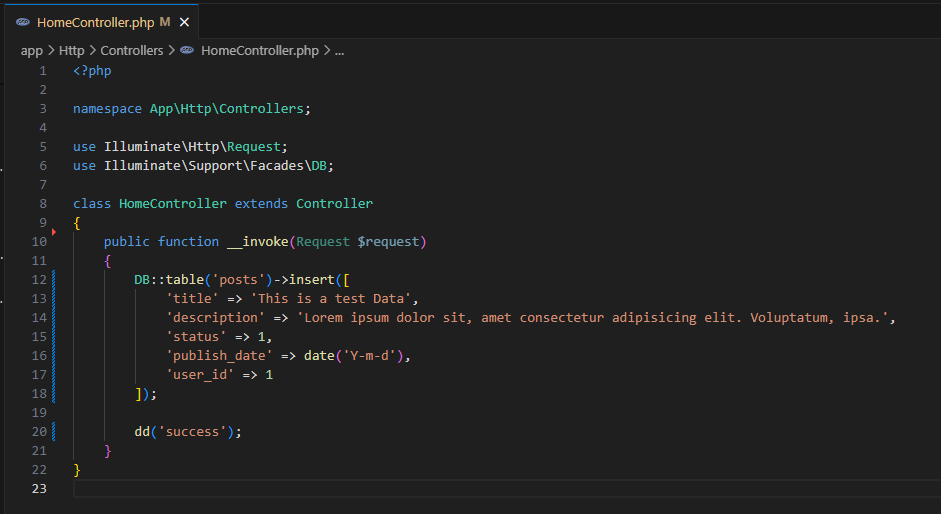 HomeController.php M ×
app > Http > Controllers > php HomeController.php > ...
1 <?php
2
3 namespace App\Http\Controllers;
4
5 use Illuminate\Http\Request;
6 use Illuminate\Support\Facades\DB;
7
8 class HomeController extends Controller
9 {
10 public function __invoke(Request $request)
11 {
12 DB::table('posts')->insert([
13 'title' => 'This is a test Data',
14 'description' => 'Lorem ipsum dolor sit, amet consectetur adipisicing elit. Voluptatum, ipsa.',
15 'status' => 1,
16 'publish_date' => date('Y-m-d'),
17 'user_id' => 1
18 ]);
19
20 dd('success');
21 }
22 }
23